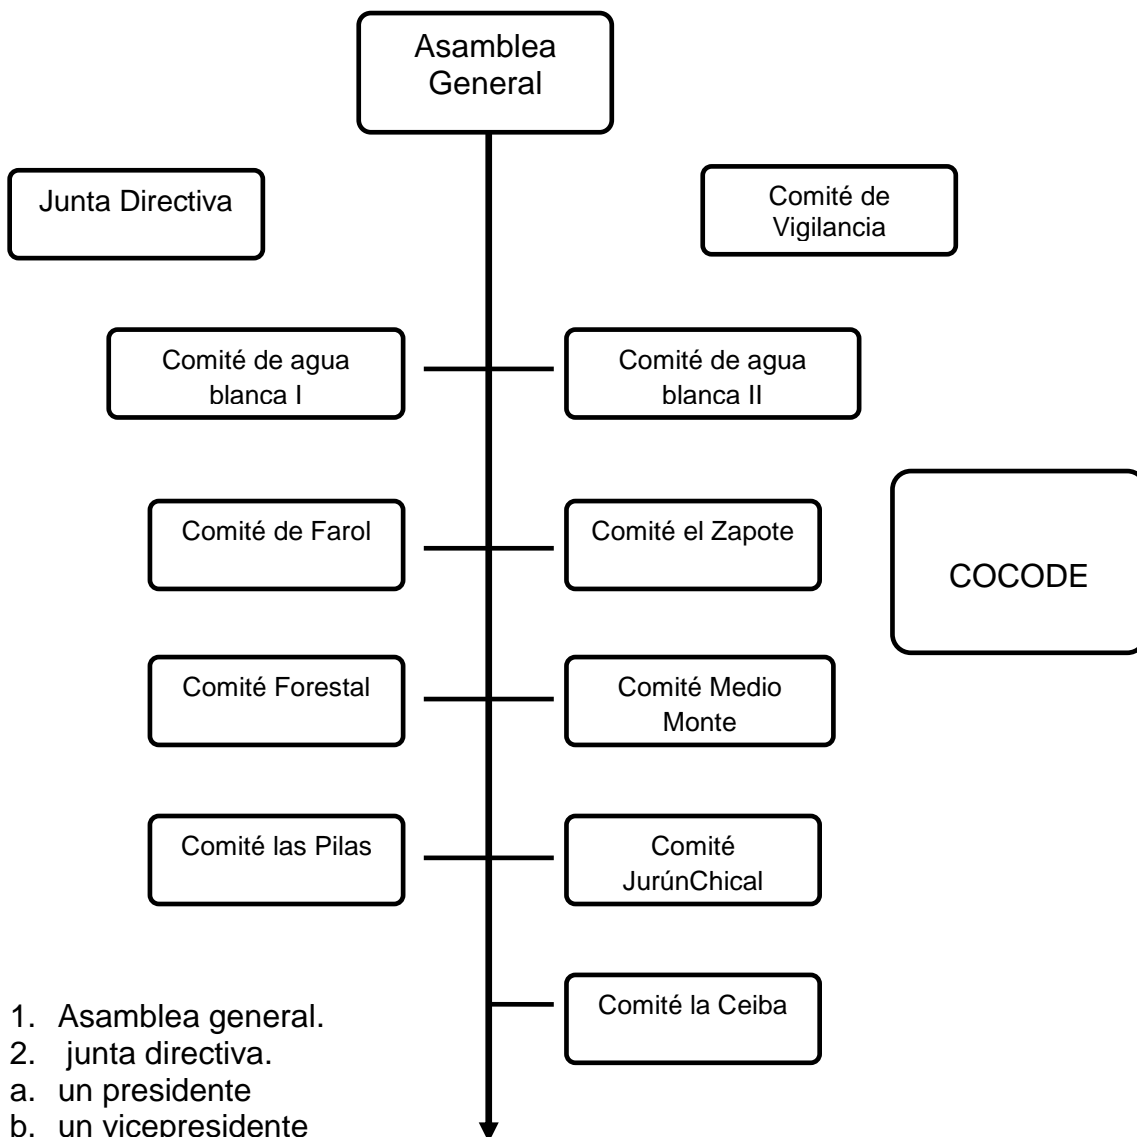 Asamblea
General
Junta Directiva
Comité de
Vigilancia
Comité de agua
blanca I
Comité de agua
blanca II
Comité de Farol
Comité el Zapote
COCODE
Comité Forestal
Comité Medio
Monte
Comité las Pilas
Comité
JurúnChical
Comité la Ceiba
1. Asamblea general.
2. junta directiva.
a. un presidente
b. un vicepresidente